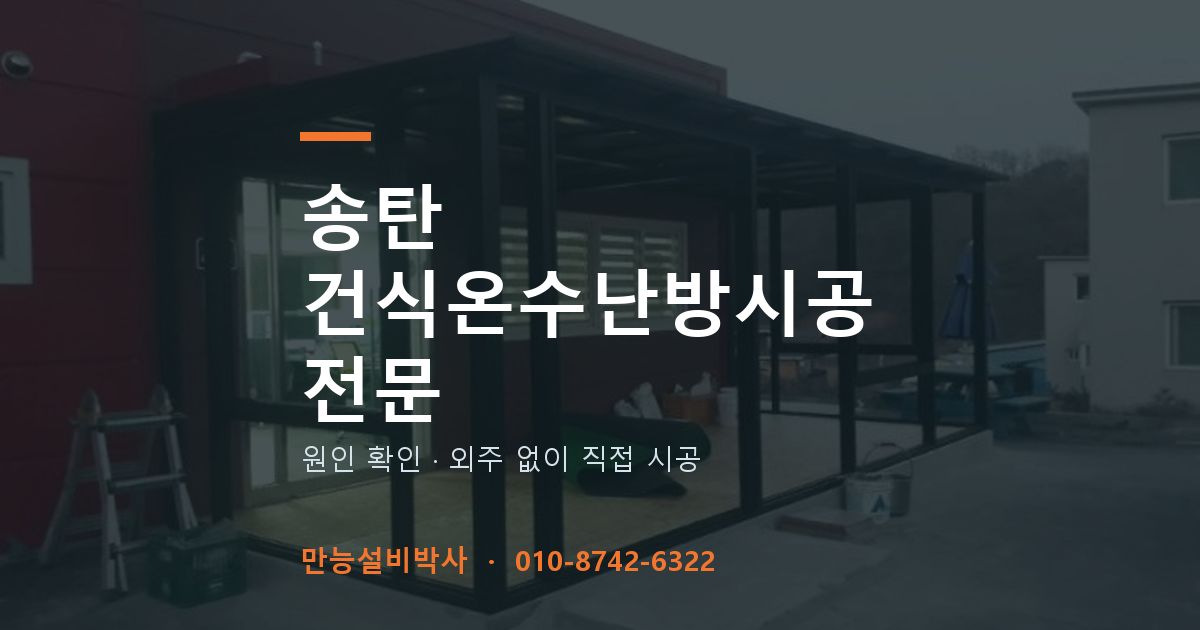 송탄
건식온수난방시공
전문
원인 확인 · 외주 없이 직접 시공
만능설비박사 · 010-8742-6322